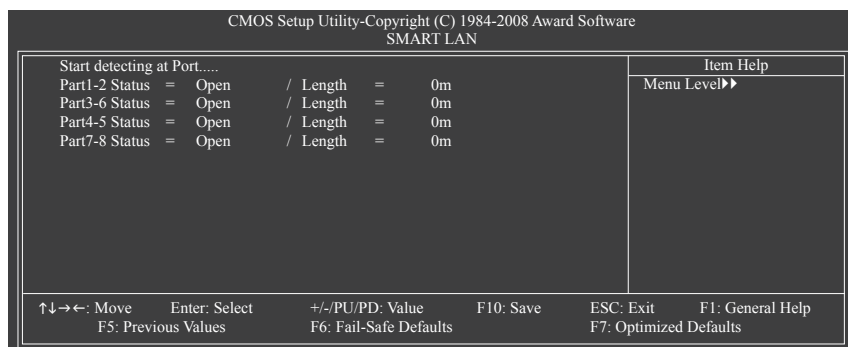 CMOS Setup Utility-Copyright (C) 1984-2008 Award Software
SMART LAN
Start detecting at Port.....
Part1-2 Status = Open / Length = 0m
Part3-6 Status = Open / Length = 0m
Part4-5 Status = Open / Length = 0m
Part7-8 Status = Open / Length = 0m
Item Help
Menu Level▶▶
↑↓→←: Move Enter: Select +/-/PU/PD: Value F10: Save ESC: Exit F1: General Help
F5: Previous Values F6: Fail-Safe Defaults F7: Optimized Defaults